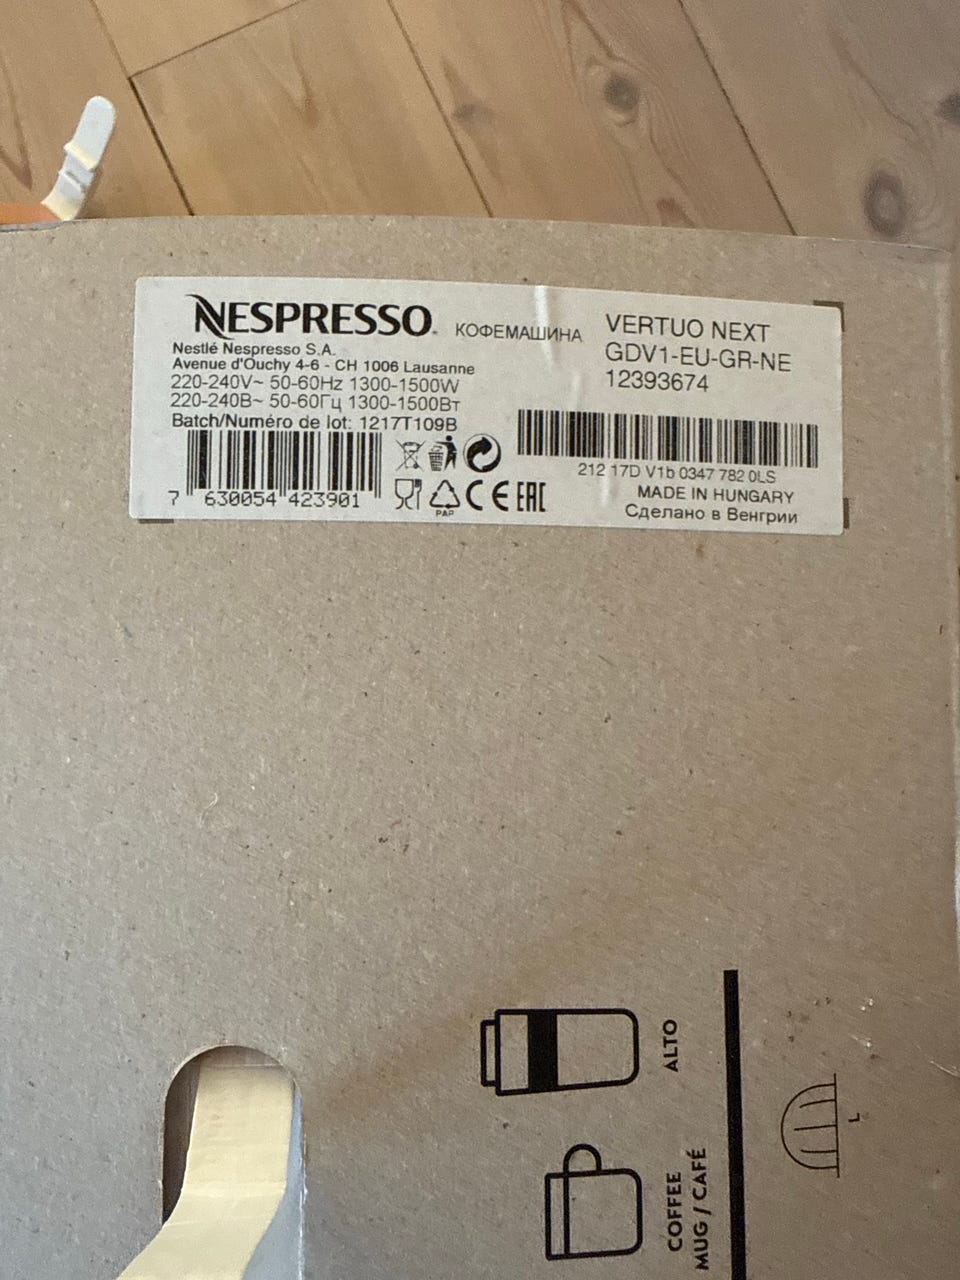 NESPRESSO
КОФЕМАШИНА
Nestlé Nespresso S.A.
Avenue d'Ouchy 4-6 - CH 1006 Lausanne
220-240V~ 50-60Hz 1300-1500W
220-240В~ 50-60Гц 1300-1500Вт
Batch/Numéro de lot: 1217T109B
7 630054 423901
PAP
CE EAC
VERTUO NEXT
GDV1-EU-GR-NE
12393674
212 17D V1b 0347 782 0LS
MADE IN HUNGARY
Сделано в Венгрии
ALTO
COFFEE
MUG / CAFÉ
L